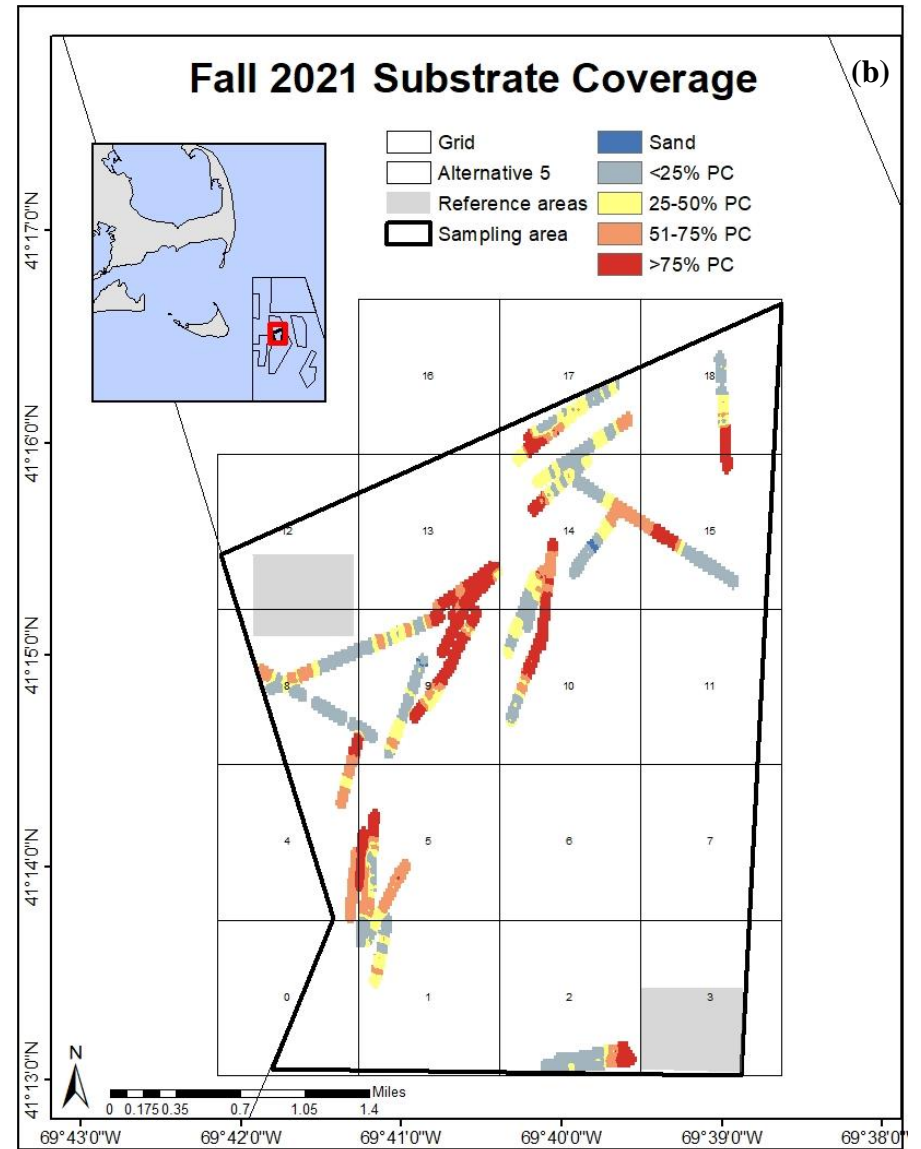 Fall 2021 Substrate Coverage
(b)
Grid
Alternative 5
Reference areas
Sampling area
Sand
<25% PC
25-50% PC
51-75% PC
>75% PC
41°17'0"N
41°16'0"N
41°15'0"N
41°14'0"N
41°13'0"N
16 17 18
12 13 14 15
8 9 10 11
4 5 6 7
0 1 2 3
N
Miles
0 0.175 0.35 0.7 1.05 1.4
69°43'0"W 69°42'0"W 69°41'0"W 69°40'0"W 69°39'0"W 69°38'0"W